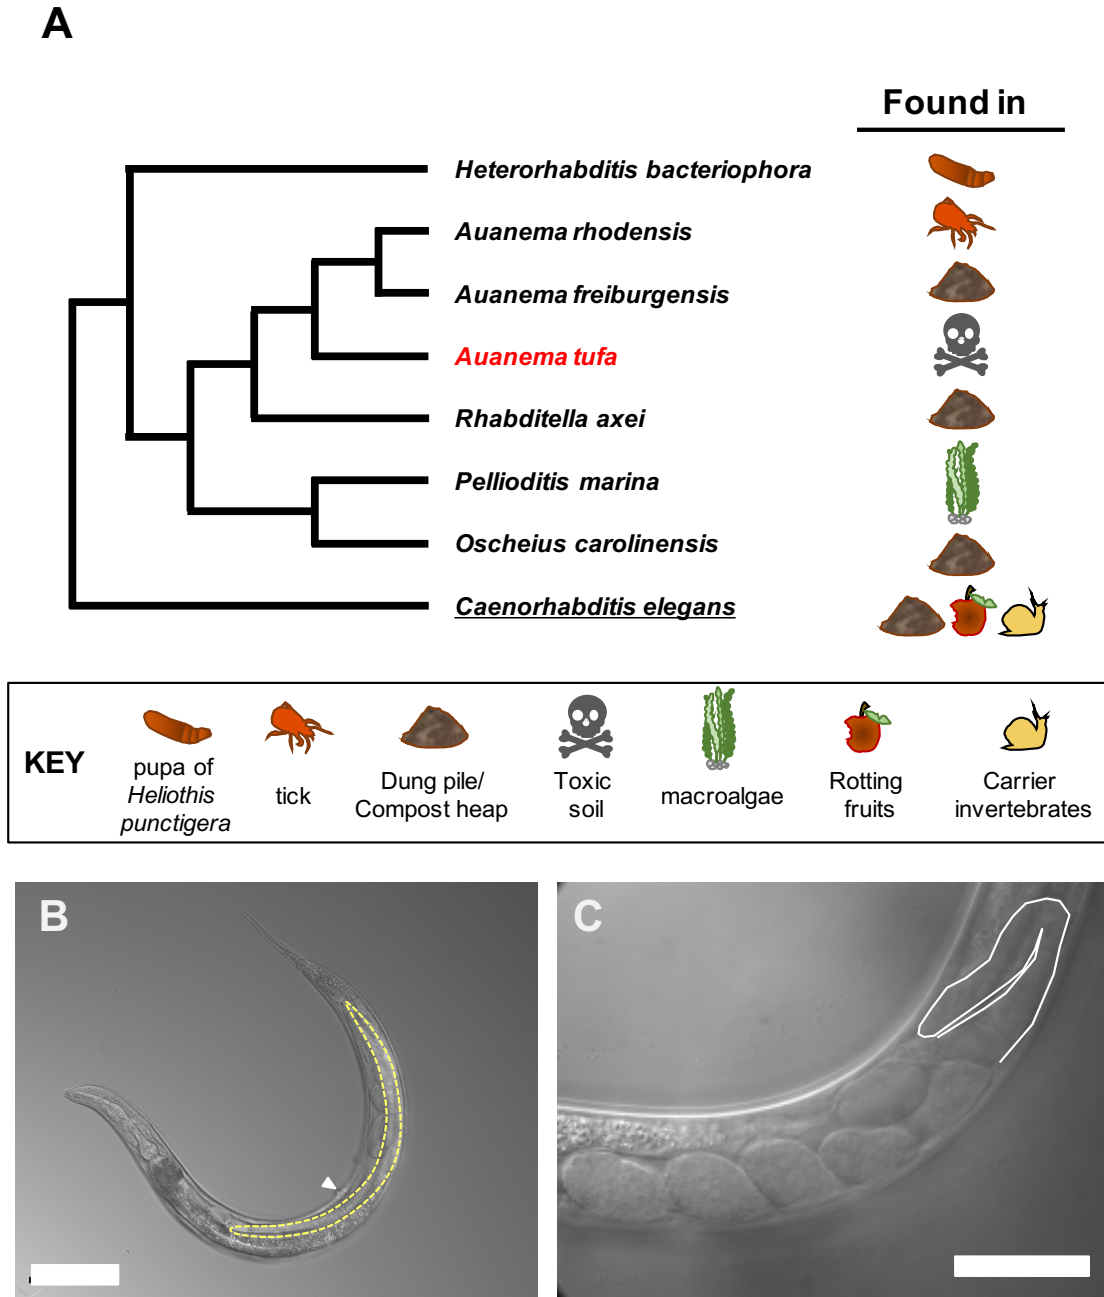 A
Found in
Heterorhabditis bacteriophora
Auanema rhodensis
Auanema freiburgensis
Auanema tufa
Rhabditella axei
Pellioditis marina
Oscheius carolinensis
Caenorhabditis elegans
KEY
pupa of
Heliothis
punctigera
tick
Dung pile/
Compost heap
Toxic
soil
macroalgae
Rotting
fruits
Carrier
invertebrates
B
C